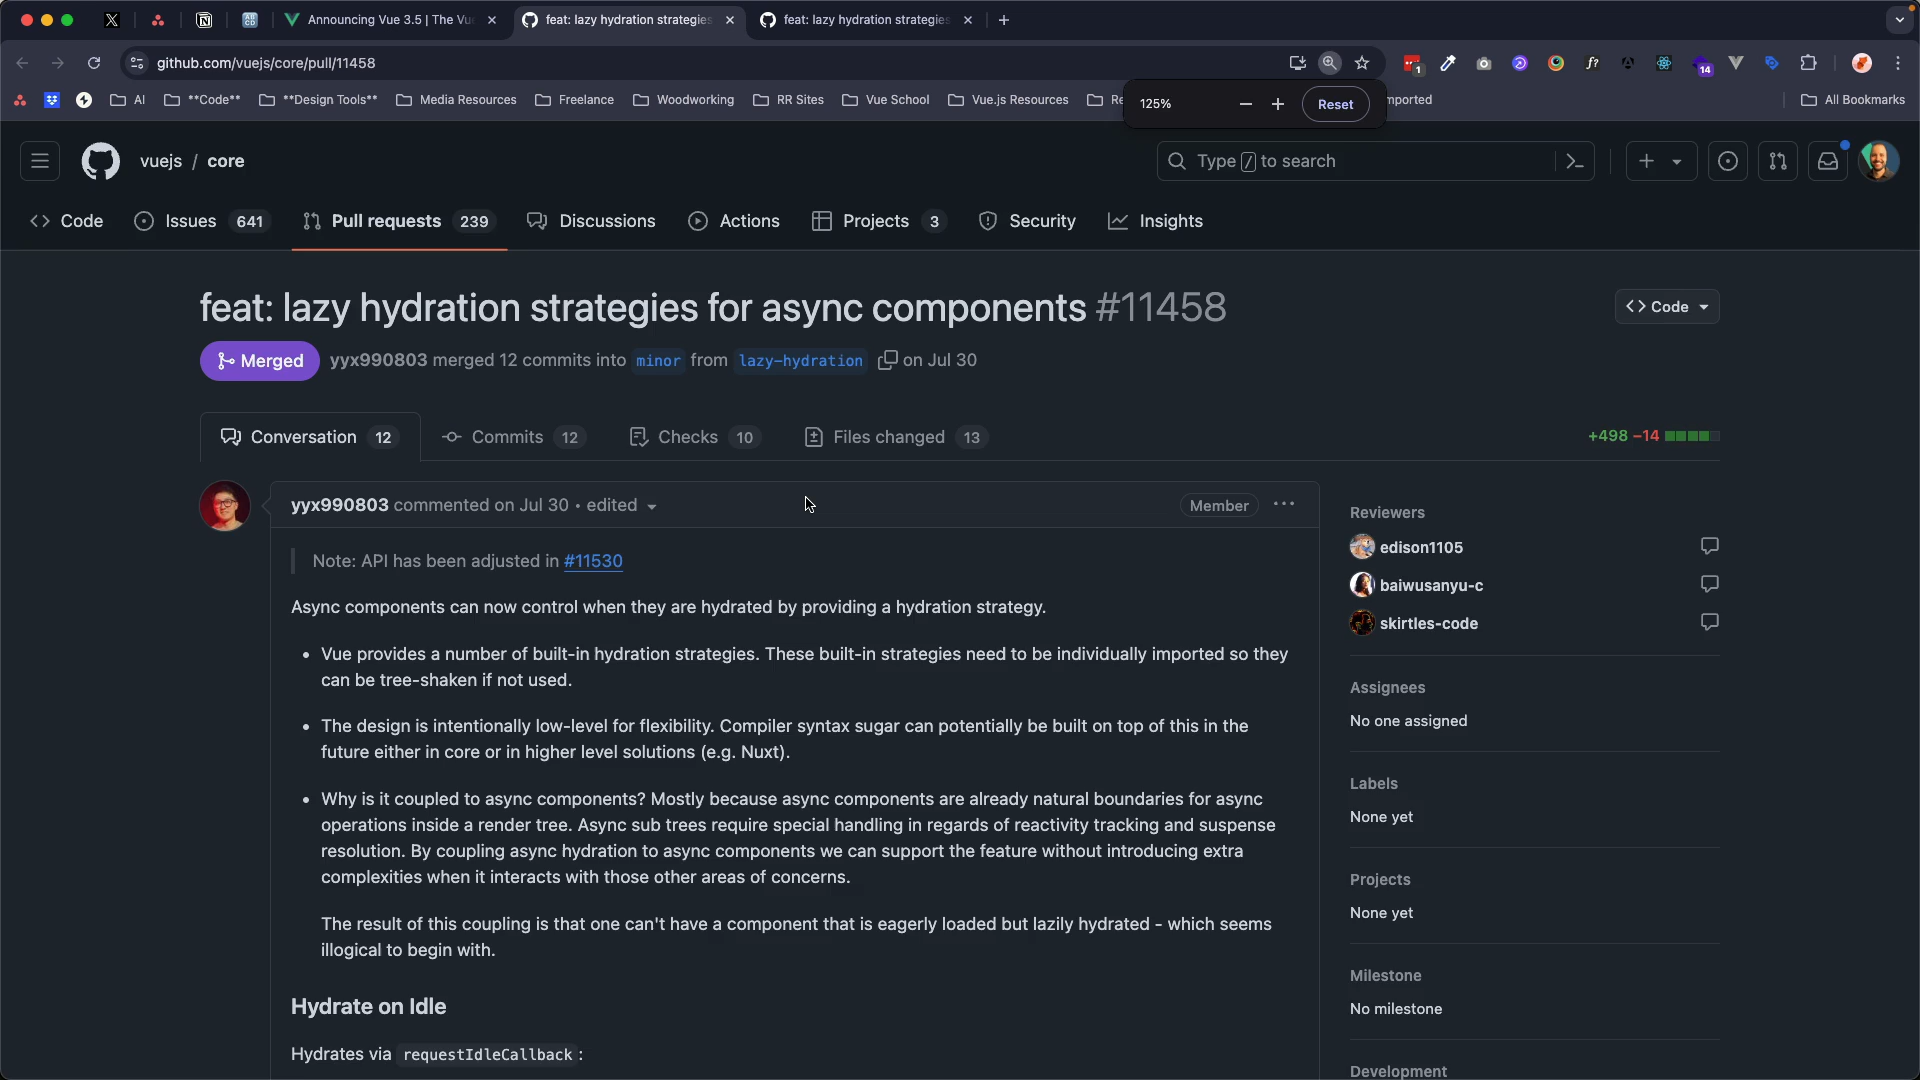 Announcing Vue 3.5 | The Vu
feat: lazy hydration strategies
feat: lazy hydration strategies
github.com/vuejs/core/pull/11458
1
f?
14
AI
**Code**
**Design Tools**
Media Resources
Freelance
Woodworking
RR Sites
Vue School
Vue.js Resources
Re
mported
All Bookmarks
125%
Reset
vuejs / core
Type / to search
Code
Issues 641
Pull requests 239
Discussions
Actions
Projects 3
Security
Insights
feat: lazy hydration strategies for async components #11458
Code
Merged
yyx990803 merged 12 commits into minor from lazy-hydration on Jul 30
Conversation 12
Commits 12
Checks 10
Files changed 13
+498 −14
yyx990803 commented on Jul 30 • edited
Member
Note: API has been adjusted in #11530
Async components can now control when they are hydrated by providing a hydration strategy.
• Vue provides a number of built-in hydration strategies. These built-in strategies need to be individually imported so they
can be tree-shaken if not used.
• The design is intentionally low-level for flexibility. Compiler syntax sugar can potentially be built on top of this in the
future either in core or in higher level solutions (e.g. Nuxt).
• Why is it coupled to async components? Mostly because async components are already natural boundaries for async
operations inside a render tree. Async sub trees require special handling in regards of reactivity tracking and suspense
resolution. By coupling async hydration to async components we can support the feature without introducing extra
complexities when it interacts with those other areas of concerns.
The result of this coupling is that one can't have a component that is eagerly loaded but lazily hydrated - which seems
illogical to begin with.
Hydrate on Idle
Hydrates via requestIdleCallback :
Reviewers
edison1105
baiwusanyu-c
skirtles-code
Assignees
No one assigned
Labels
None yet
Projects
None yet
Milestone
No milestone
Development